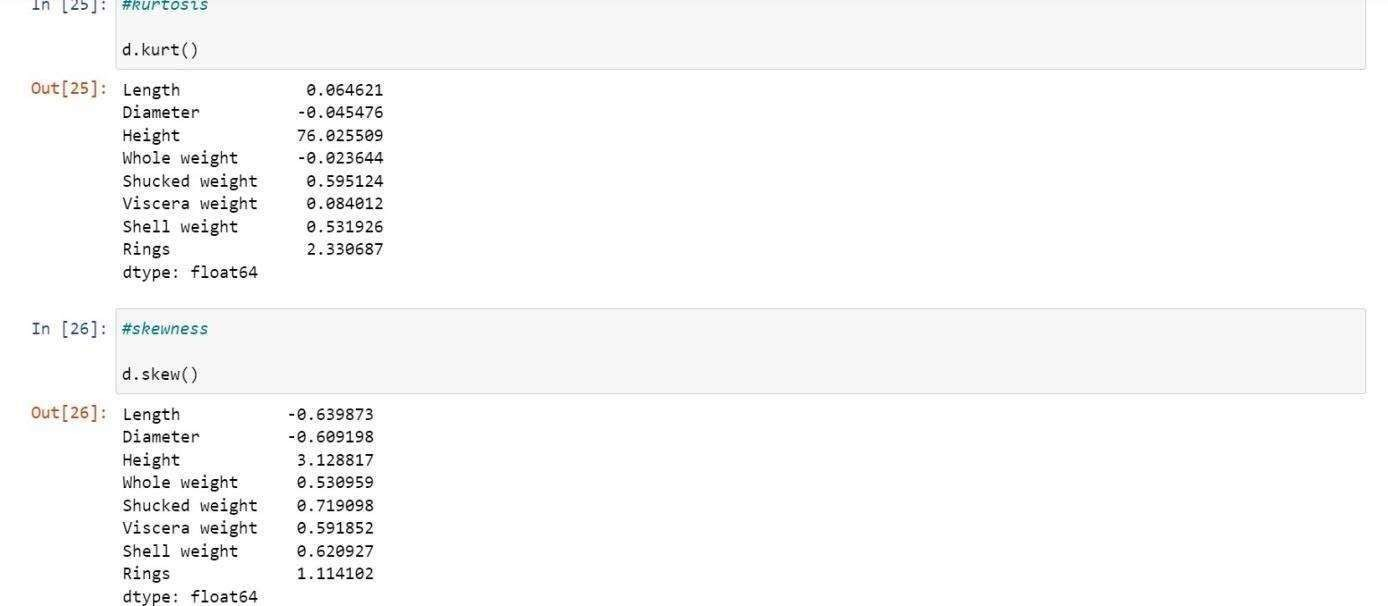 In [25]: #kurtosis
d.kurt()
Out[25]: Length 0.064621
Diameter -0.045476
Height 76.025509
Whole weight -0.023644
Shucked weight 0.595124
Viscera weight 0.084012
Shell weight 0.531926
Rings 2.330687
dtype: float64
In [26]: #skewness
d.skew()
Out[26]: Length -0.639873
Diameter -0.609198
Height 3.128817
Whole weight 0.530959
Shucked weight 0.719098
Viscera weight 0.591852
Shell weight 0.620927
Rings 1.114102
dtype: float64